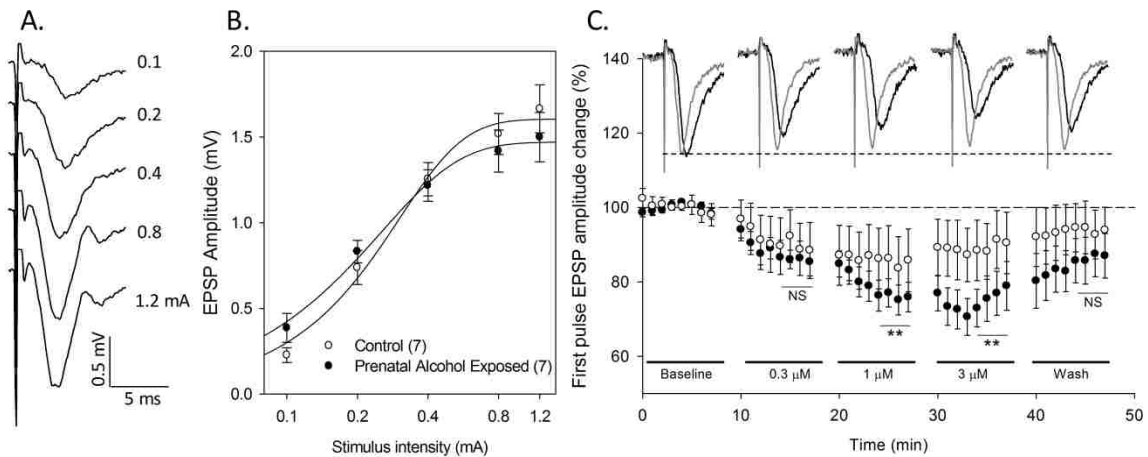 A.
0.1
0.2
0.4
0.8
1.2 mA
0.5 mV
5 ms
B.
EPSP Amplitude (mV)
2.0
1.5
1.0
0.5
0.0
Control (7)
Prenatal Alcohol Exposed (7)
0.1 0.2 0.4 0.8 1.2
Stimulus intensity (mA)
C.
First pulse EPSP amplitude change (%)
140
120
100
80
60
NS ** ** NS
Baseline 0.3 µM 1 µM 3 µM Wash
0 10 20 30 40 50
Time (min)